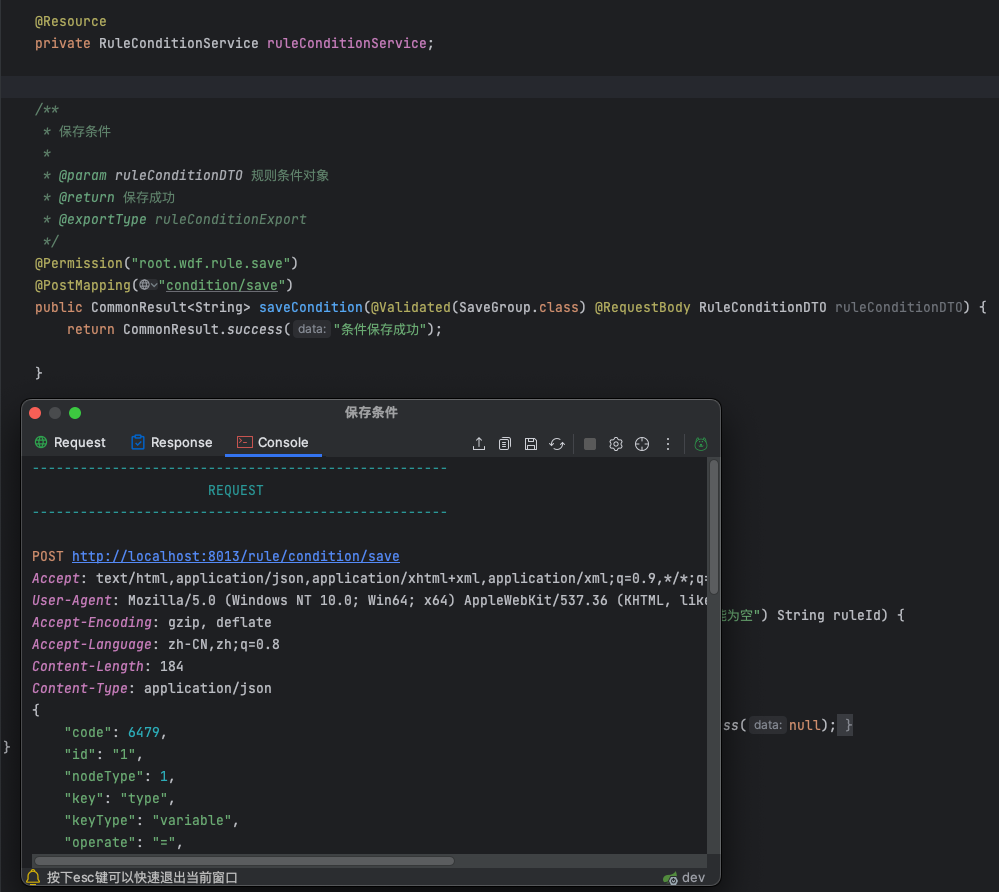 @Resource
private RuleConditionService ruleConditionService;
/**
* 保存条件
*
* @param ruleConditionDTO 规则条件对象
* @return 保存成功
* @exportType ruleConditionExport
*/
@Permission("root.wdf.rule.save")
@PostMapping("condition/save")
public CommonResult<String> saveCondition(@Validated(SaveGroup.class) @RequestBody RuleConditionDTO ruleConditionDTO) {
return CommonResult.success( data: "条件保存成功");
}
保存条件
Request Response Console
--------------------------------------------------
REQUEST
--------------------------------------------------
POST http://localhost:8013/rule/condition/save
Accept: text/html,application/json,application/xhtml+xml,application/xml;q=0.9,*/*;q=
User-Agent: Mozilla/5.0 (Windows NT 10.0; Win64; x64) AppleWebKit/537.36 (KHTML, like
能为空") String ruleId) {
Accept-Encoding: gzip, deflate
Accept-Language: zh-CN,zh;q=0.8
Content-Length: 184
Content-Type: application/json
{
ss( data: null); }
"code": 6479,
}
"id": "1",
"nodeType": 1,
"key": "type",
"keyType": "variable",
"operate": "=",
按下esc键可以快速退出当前窗口
dev